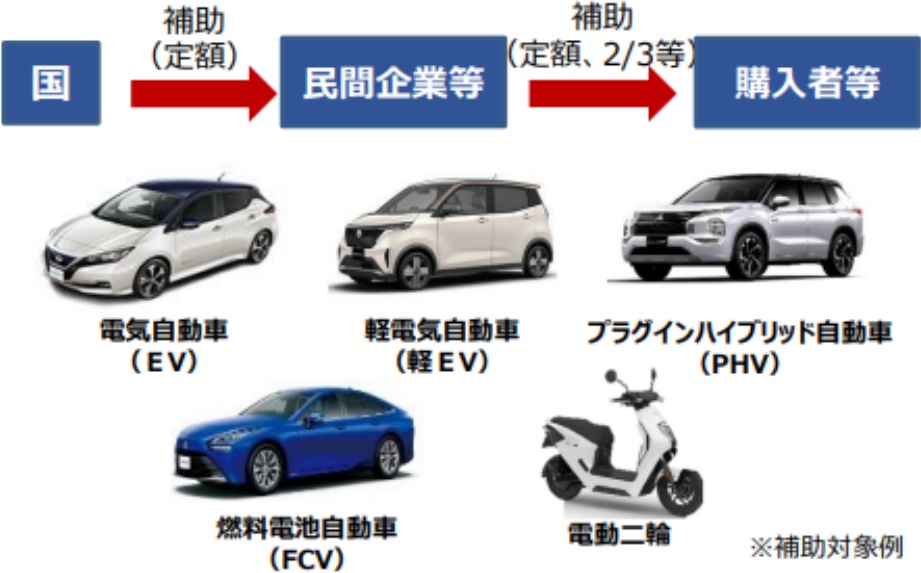 補助
（定額）
補助
（定額、2/3等）
国
民間企業等
購入者等
電気自動車
（ＥＶ）
軽電気自動車
（軽ＥＶ）
プラグインハイブリッド自動車
（PHV）
燃料電池自動車
（FCV）
電動二輪
※補助対象例